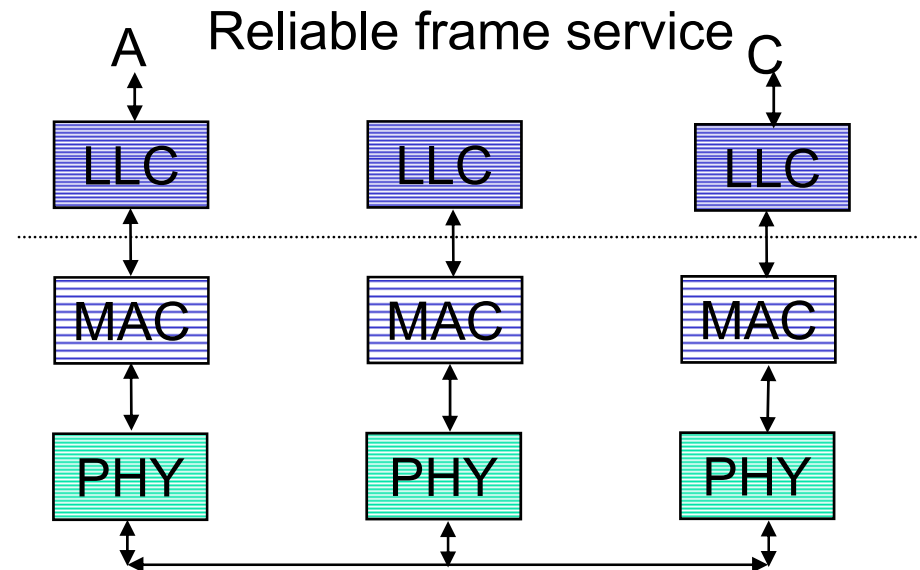 Reliable frame service
A C
LLC LLC LLC
MAC MAC MAC
PHY PHY PHY